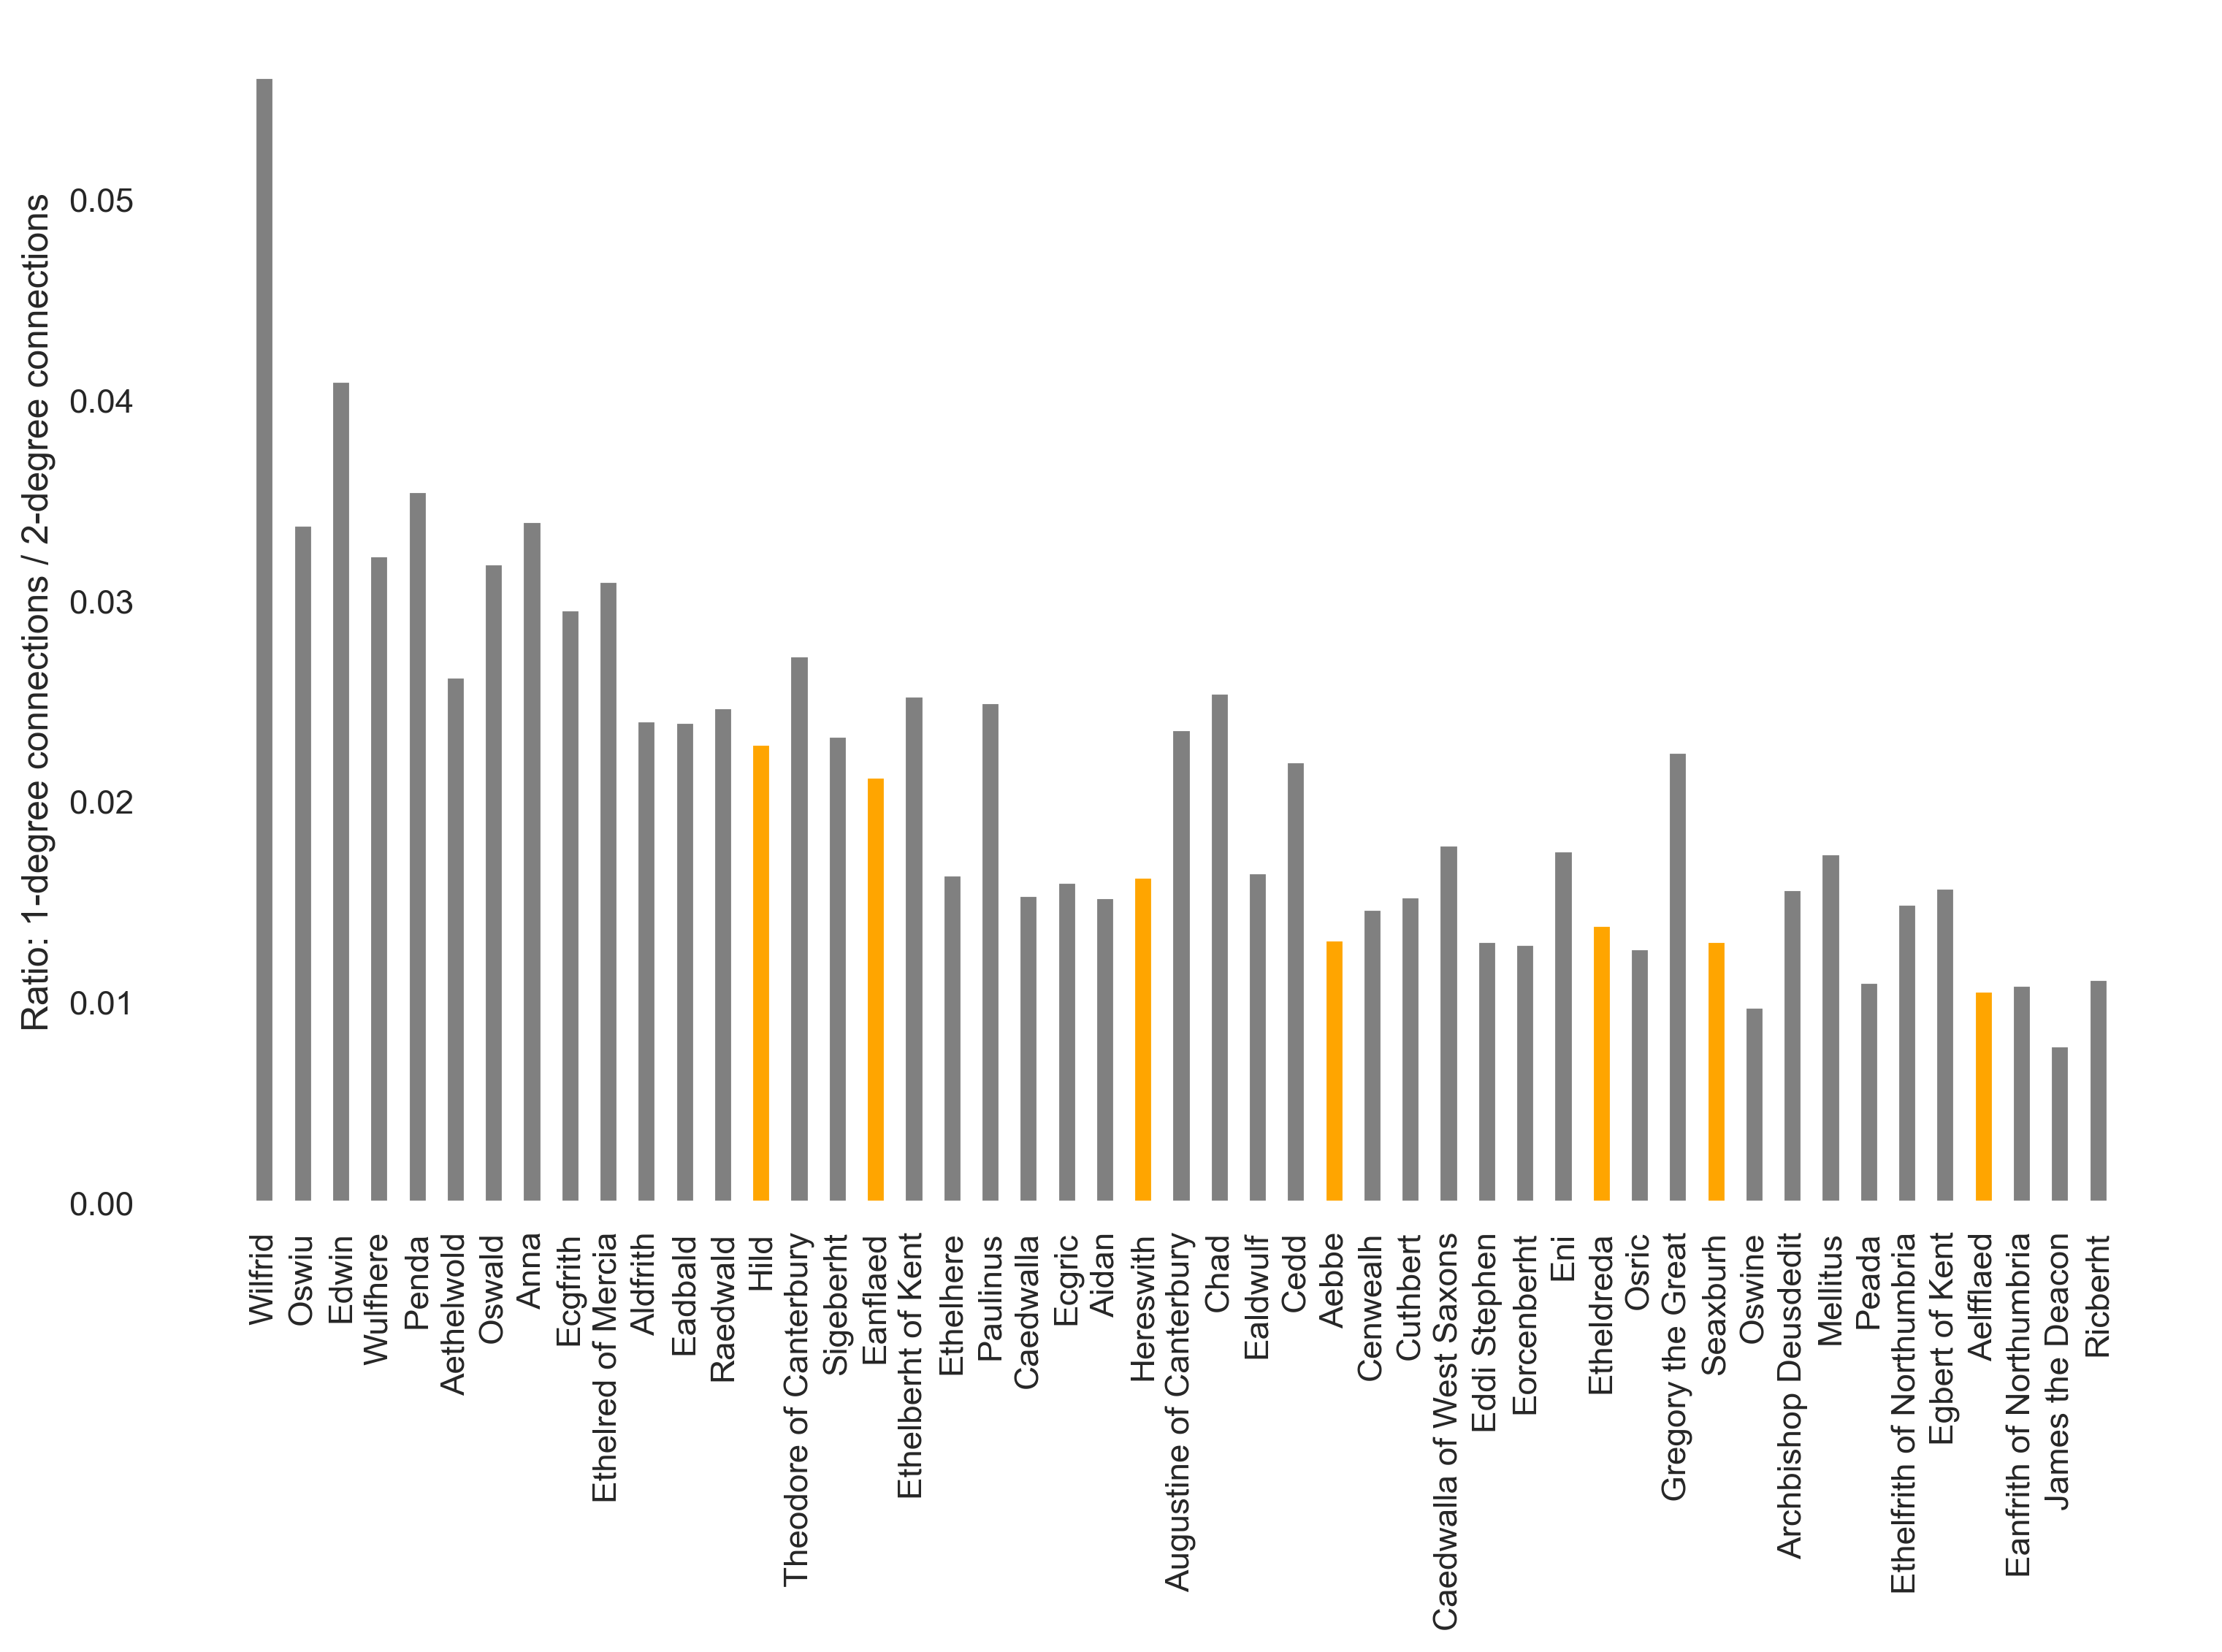 Ratio: 1-degree connections / 2-degree connections
0.05
0.04
0.03
0.02
0.01
0.00
Wilfrid
Oswiu
Edwin
Wulfhere
Penda
Aethelwold
Oswald
Anna
Ecgfrith
Ethelred of Mercia
Aldfrith
Eadbald
Raedwald
Hild
Theodore of Canterbury
Sigeberht
Eanflaed
Ethelberht of Kent
Ethelhere
Paulinus
Caedwalla
Ecgric
Aidan
Hereswith
Augustine of Canterbury
Chad
Ealdwulf
Cedd
Aebbe
Cenwealh
Cuthbert
Caedwalla of West Saxons
Eddi Stephen
Eorcenberht
Eni
Etheldreda
Osric
Gregory the Great
Seaxburh
Oswine
Archbishop Deusdedit
Mellitus
Peada
Ethelfrith of Northumbria
Egbert of Kent
Aelfflaed
Eanfrith of Northumbria
James the Deacon
Ricberht